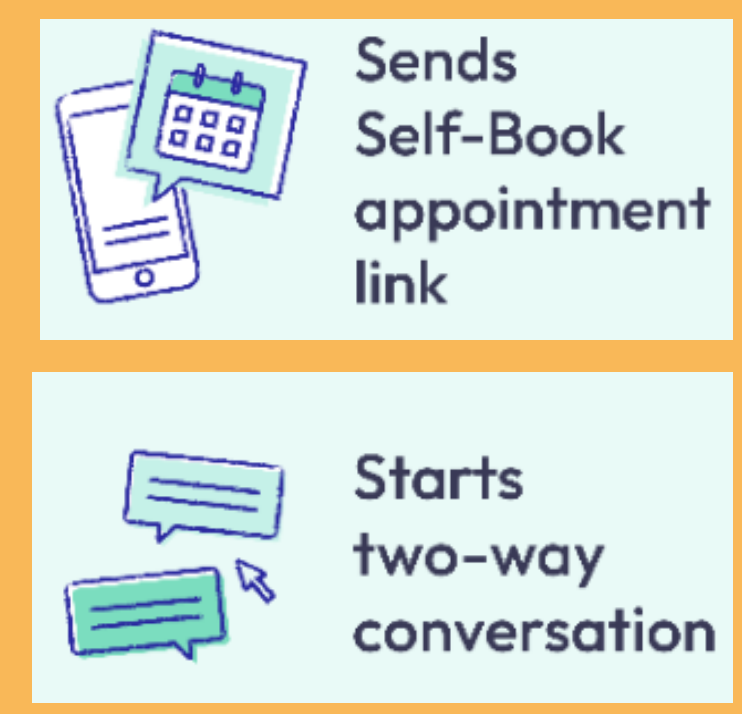 Sends
Self-Book
appointment
link
Starts
two-way
conversation